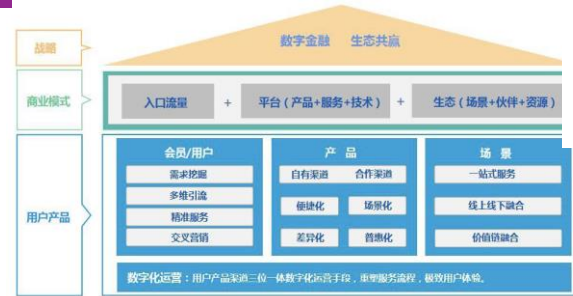 战略
数字金融 生态共赢
商业模式
入口流量 + 平台(产品+服务+技术) + 生态(场景+伙伴+资源)
用户产品
会员/用户
需求挖掘
多维引流
精准服务
交叉营销
产 品
自有渠道 合作渠道
便捷化 场景化
差异化 普惠化
场 景
一站式服务
线上线下融合
价值链融合
数字化运营:用户产品渠道三位一体数字化运营手段,重塑服务流程,极致用户体验。